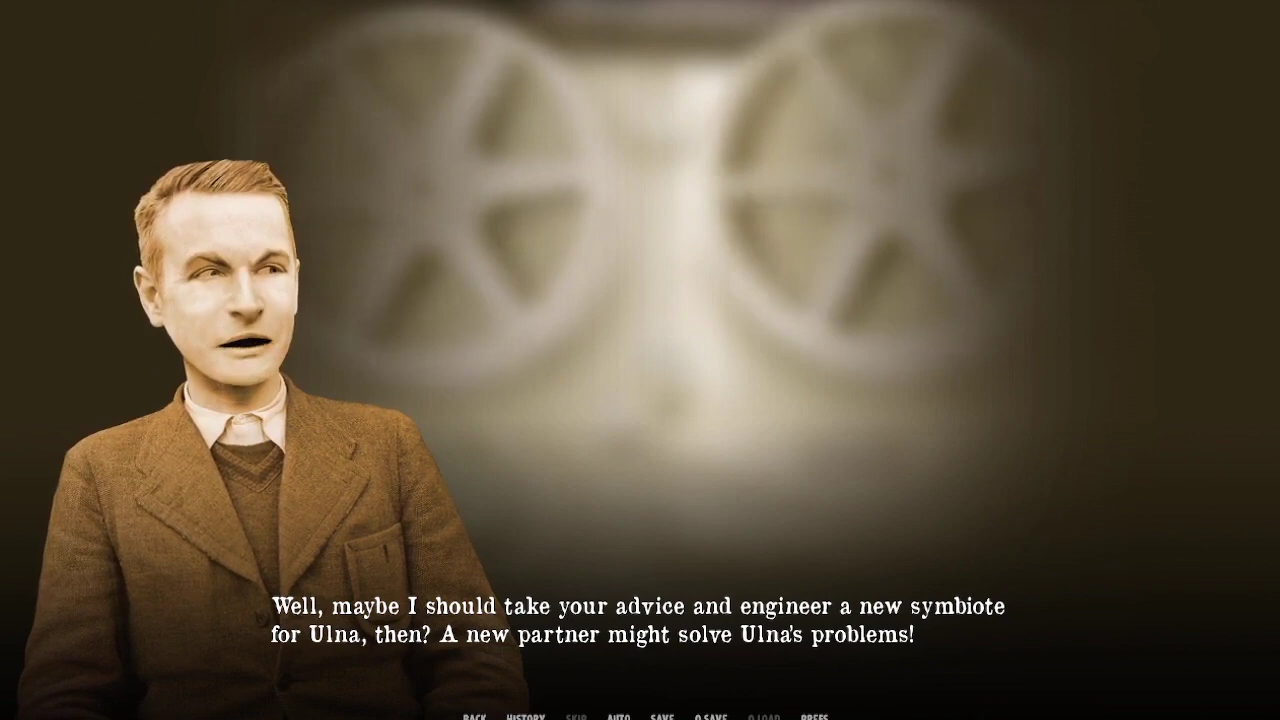 Well, maybe I should take your advice and engineer a new symbiote
for Ulna, then? A new partner might solve Ulna's problems!
BACK HISTORY SKIP AUTO SAVE Q.SAVE Q.LOAD PREFS